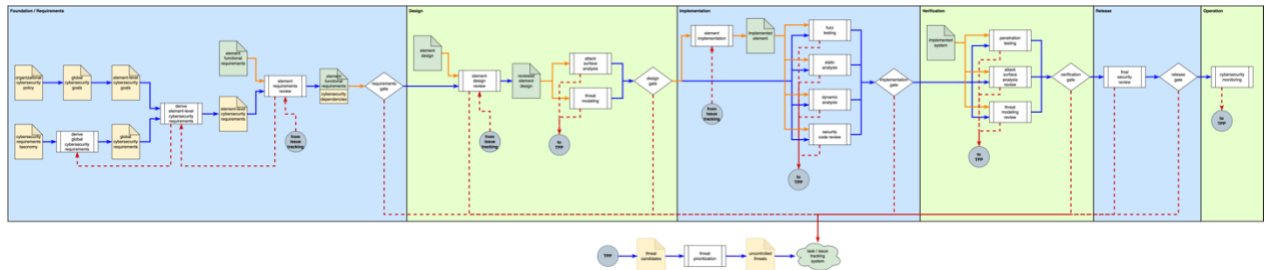 Foundation / Requirements
organizational
cybersecurity
policy
global
cybersecurity
goals
element-level
cybersecurity
goals
cybersecurity
requirements
taxonomy
derive
global
cybersecurity
requirements
global
cybersecurity
requirements
derive
element-level
cybersecurity
requirements
element-level
cybersecurity
requirements
element
functional
requirements
element
requirements
review
from
issue
tracking
element
functional
requirements
cybersecurity
dependencies
requirements
gate
Design
element
design
element
design
review
from
issue
tracking
reviewed
element
design
attack
surface
analysis
threat
modeling
to
TPP
design
gate
Implementation
element
implementation
from
issue
tracking
implemented
element
fuzz
testing
static
analysis
dynamic
analysis
security
code review
to
TPP
implementation
gate
Verification
implemented
system
penetration
testing
attack
surface
analysis
review
threat
modeling
review
to
TPP
verification
gate
Release
final
security
review
release
gate
review
Operation
cybersecurity
monitoring
to
TPP
TPP
threat
candidates
threat
prioritization
uncontrolled
threats
task / issue
tracking
system